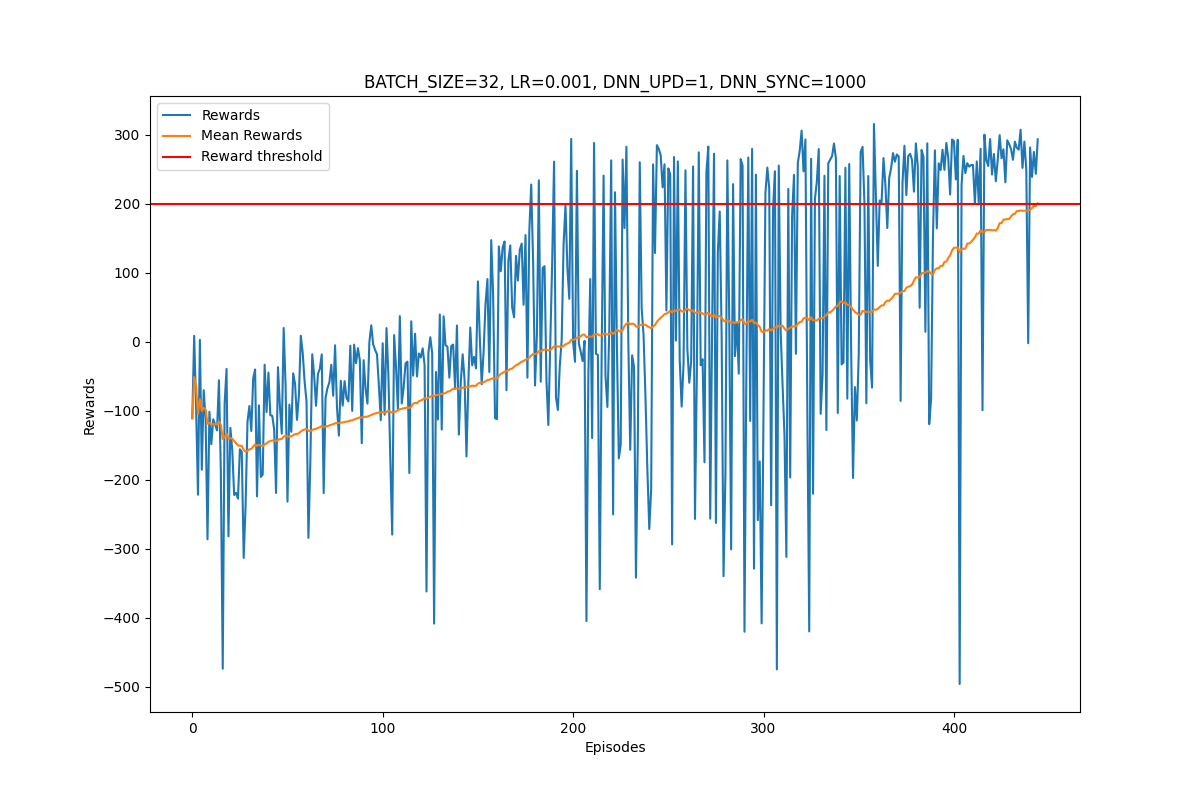 BATCH_SIZE=32, LR=0.001, DNN_UPD=1, DNN_SYNC=1000
Rewards
Mean Rewards
Reward threshold
300
200
100
0
−100
−200
−300
−400
−500
Rewards
0 100 200 300 400
Episodes